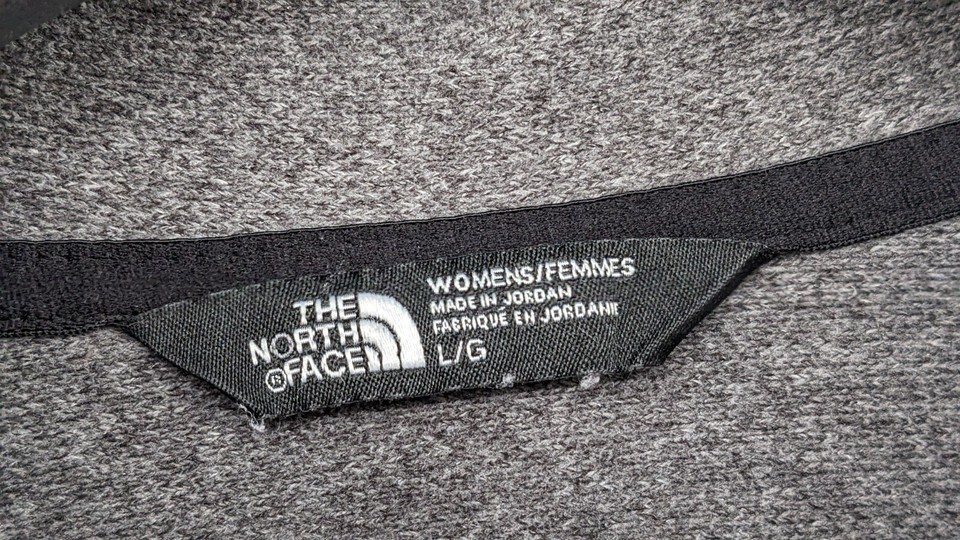 THE
NORTH
®FACE
WOMENS/FEMMES
MADE IN JORDAN
FABRIQUE EN JORDANIE
L/G